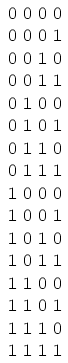 0 0 0 0
0 0 0 1
0 0 1 0
0 0 1 1
0 1 0 0
0 1 0 1
0 1 1 0
0 1 1 1
1 0 0 0
1 0 0 1
1 0 1 0
1 0 1 1
1 1 0 0
1 1 0 1
1 1 1 0
1 1 1 1